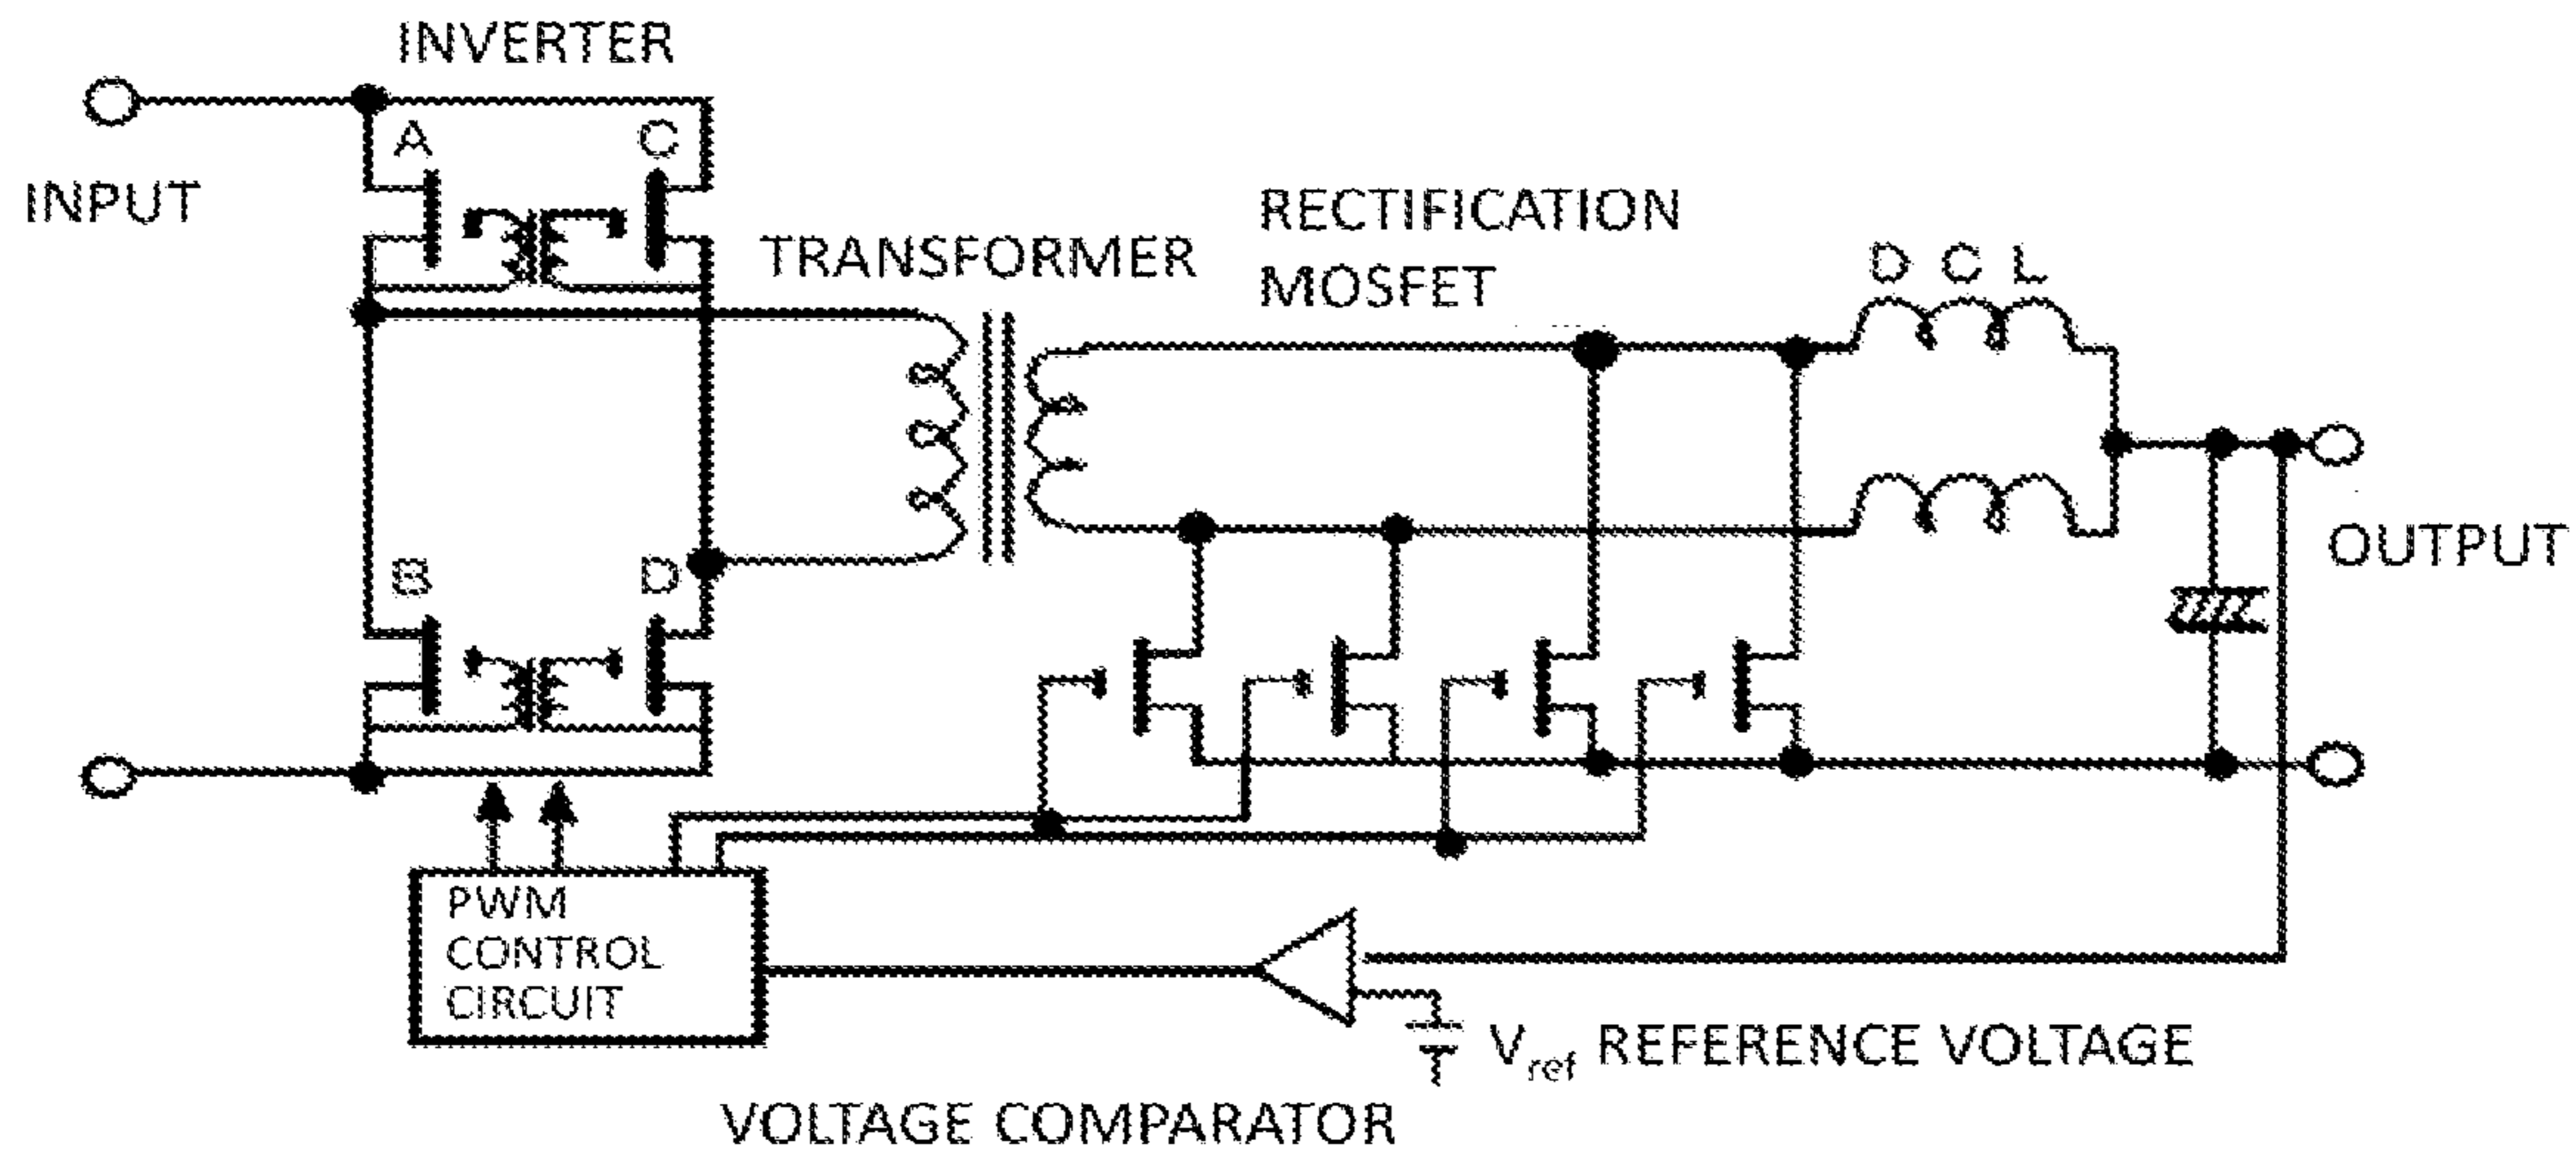 INVERTER
A
C
INPUT
TRANSFORMER
RECTIFICATION
MOSFET
D C L
B
D
OUTPUT
PWM
CONTROL
CIRCUIT
Vref REFERENCE VOLTAGE
VOLTAGE COMPARATOR